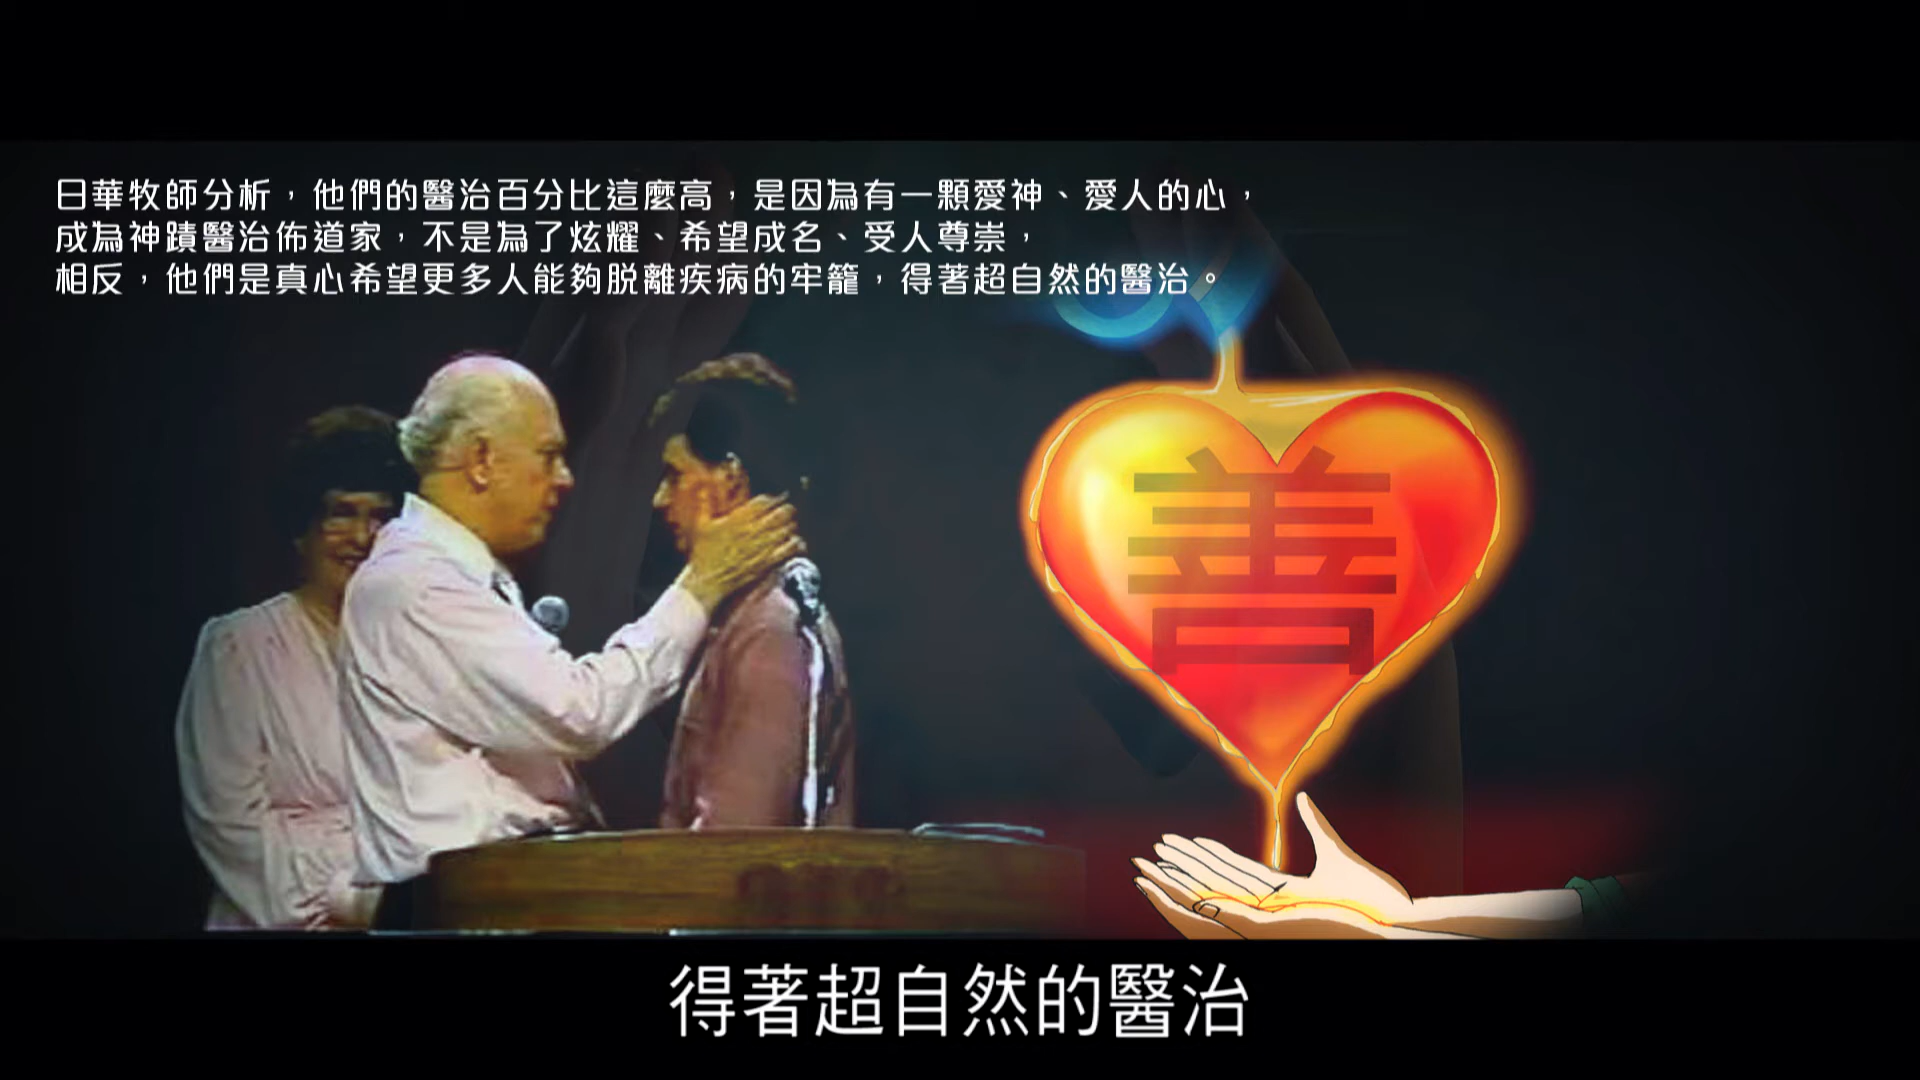 日華牧師分析，他們的醫治百分比這麼高，是因為有一顆愛神、愛人的心，
成為神蹟醫治佈道家，不是為了炫耀、希望成名、受人尊崇，
相反，他們是真心希望更多人能夠脫離疾病的牢籠，得著超自然的醫治。
善
得著超自然的醫治